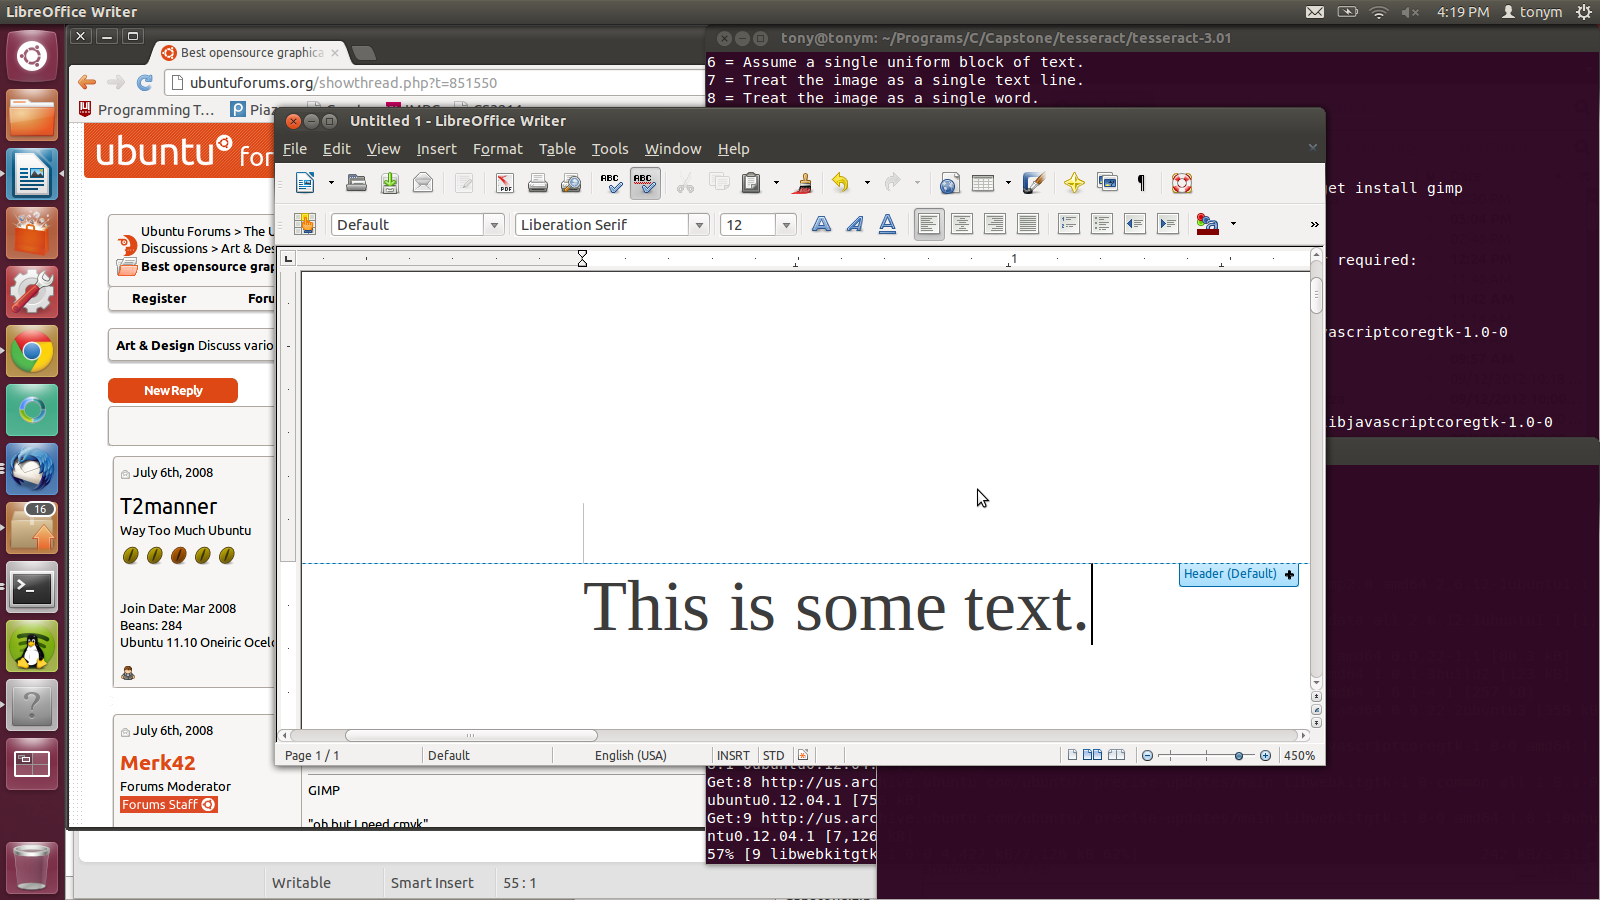 LibreOffice Writer
4:19 PM
tonym
Best opensource graphica
ubuntuforums.org/showthread.php?t=851550
Programming T...
tony@tonym: ~/Programs/C/Capstone/tesseract/tesseract-3.01
6 = Assume a single uniform block of text.
7 = Treat the image as a single text line.
8 = Treat the image as a single word.
Untitled 1 - LibreOffice Writer
File Edit View Insert Format Table Tools Window Help
Default
Liberation Serif
12
ubuntu
Ubuntu Forums > The U
Discussions > Art & Des
Best opensource grap
Register
Art & Design Discuss vario
New Reply
July 6th, 2008
T2manner
Way Too Much Ubuntu
Join Date: Mar 2008
Beans: 284
Ubuntu 11.10 Oneiric Ocel
July 6th, 2008
Merk42
Forums Moderator
Forums Staff
1
install gimp
required:
ascriptcoregtk-1.0-0
ibjavascriptcoregtk-1.0-0
This is some text.
Header (Default)
Page 1 / 1
Default
English (USA)
INSRT
STD
450%
GIMP
"oh but I need cmyk"
Get:8 http://us.arc
ubuntu0.12.04.1 [75
Get:9 http://us.arc
ntu0.12.04.1 [7,126
57% [9 libwebkitgtk
Writable
Smart Insert
55 : 1
16